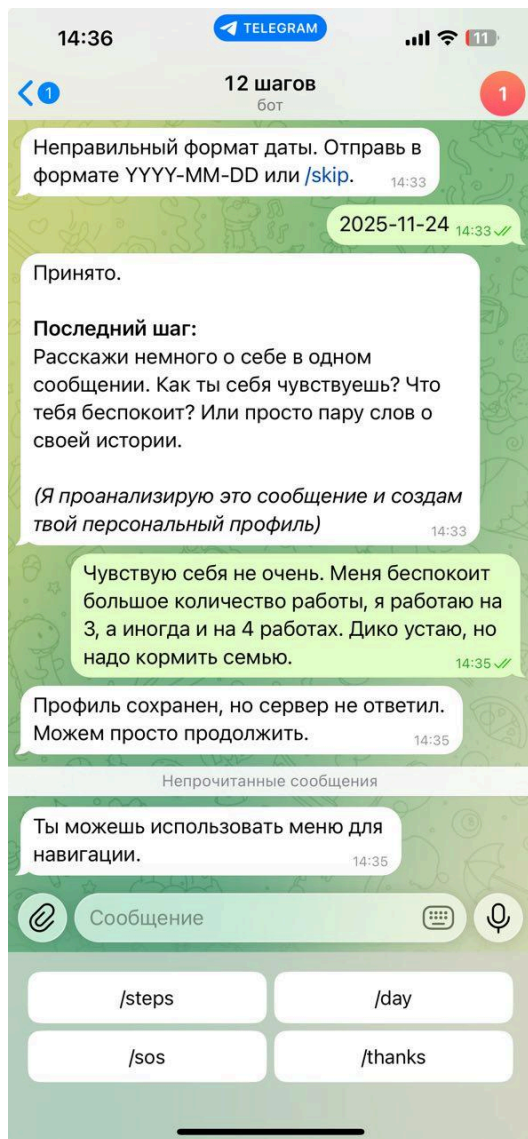 14:36
TELEGRAM
11
1
12 шагов
бот
1
Неправильный формат даты. Отправь в
формате YYYY-MM-DD или /skip.
14:33
2025-11-24
14:33
Принято.
Последний шаг:
Расскажи немного о себе в одном
сообщении. Как ты себя чувствуешь? Что
тебя беспокоит? Или просто пару слов о
своей истории.
(Я проанализирую это сообщение и создам
твой персональный профиль)
14:33
Чувствую себя не очень. Меня беспокоит
большое количество работы, я работаю на
3, а иногда и на 4 работах. Дико устаю, но
надо кормить семью.
14:35
Профиль сохранен, но сервер не ответил.
Можем просто продолжить.
14:35
Непрочитанные сообщения
Ты можешь использовать меню для
навигации.
14:35
Сообщение
/steps
/day
/sos
/thanks